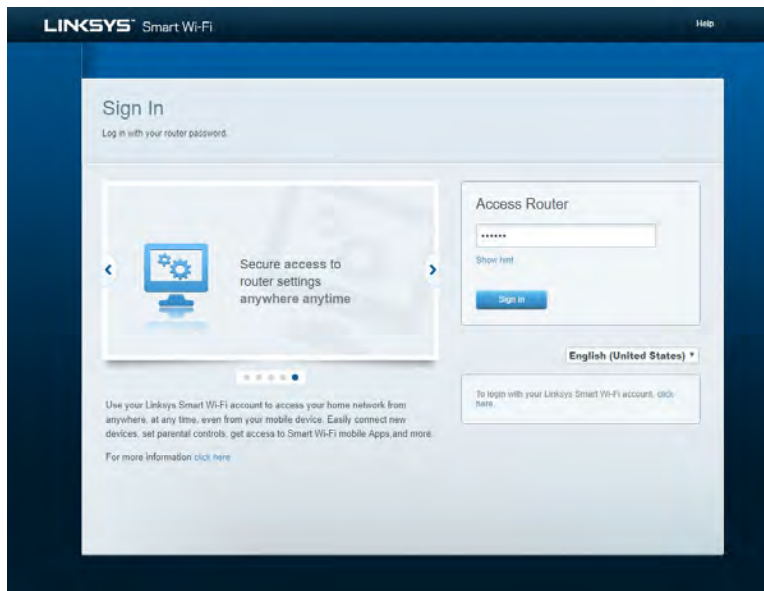 LINKSYS™ Smart Wi-Fi
Help
Sign In
Log in with your router password.
Secure access to
router settings
anywhere anytime
Access Router
••••••
Show hint
Sign in
English (United States)
Use your Linksys Smart Wi-Fi account to access your home network from
anywhere, at any time, even from your mobile device. Easily connect new
devices, set parental controls, get access to Smart Wi-Fi mobile Apps,and more.
For more information click here
To login with your Linksys Smart Wi-Fi account, click
here.